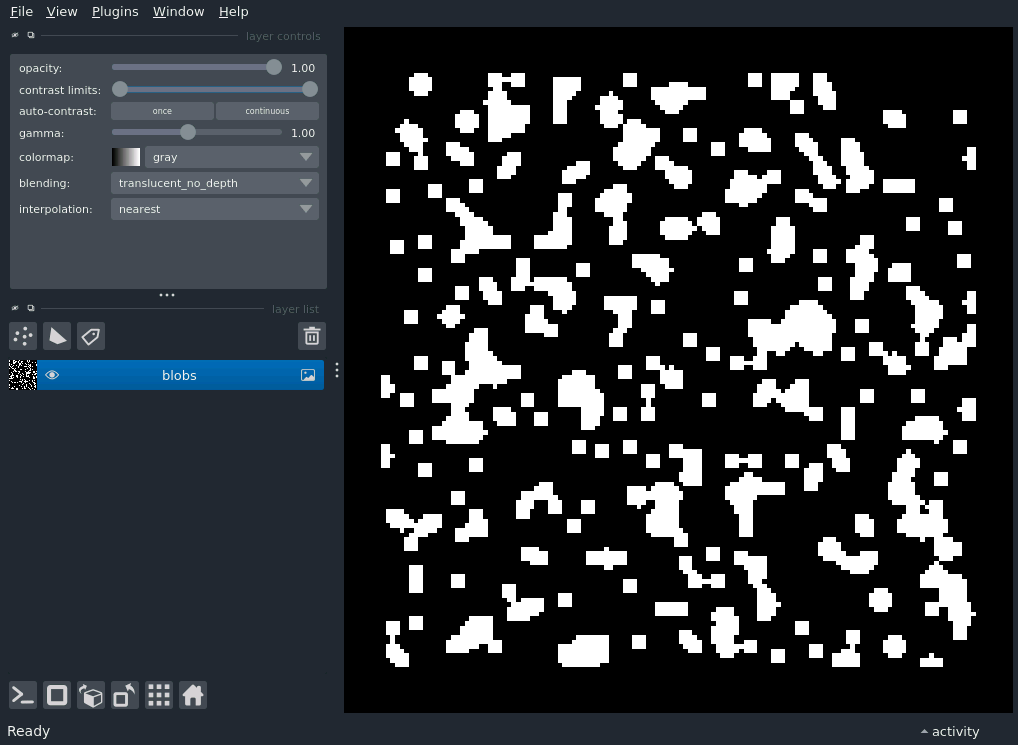 File View Plugins Window Help
layer controls
opacity: 1.00
contrast limits:
auto-contrast: once continuous
gamma: 1.00
colormap: gray
blending: translucent_no_depth
interpolation: nearest
layer list
blobs
Ready activity